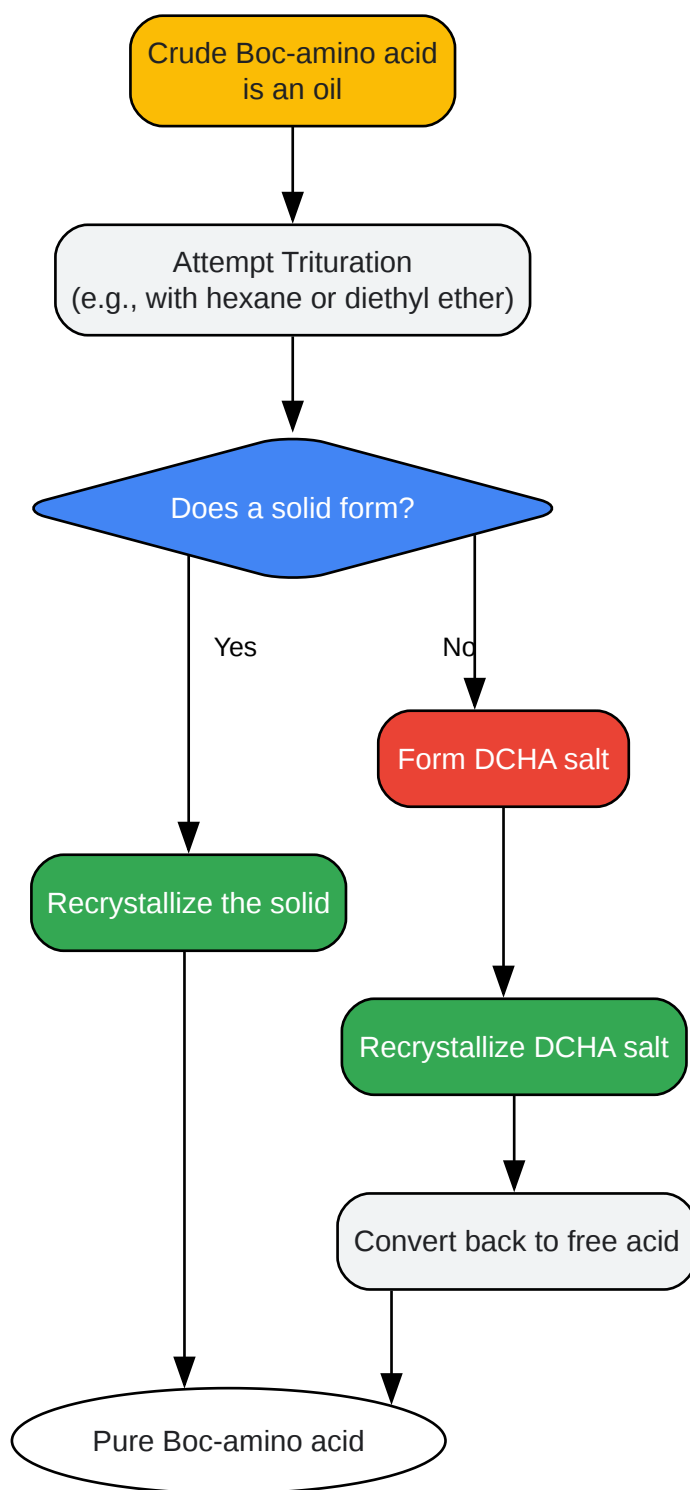 Crude Boc-amino acid
is an oil
Attempt Trituration
(e.g., with hexane or diethyl ether)
Does a solid form?
Yes
No
Form DCHA salt
Recrystallize the solid
Recrystallize DCHA salt
Convert back to free acid
Pure Boc-amino acid